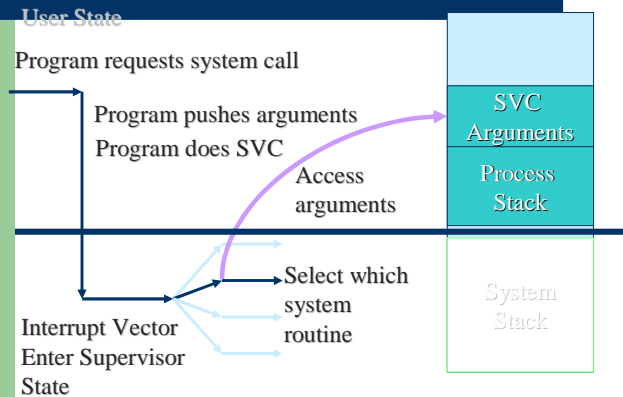 User State
Program requests system call
Program pushes arguments
Program does SVC
SVC
Arguments
Access
arguments
Process
Stack
Select which
system
routine
System
Stack
Interrupt Vector
Enter Supervisor
State